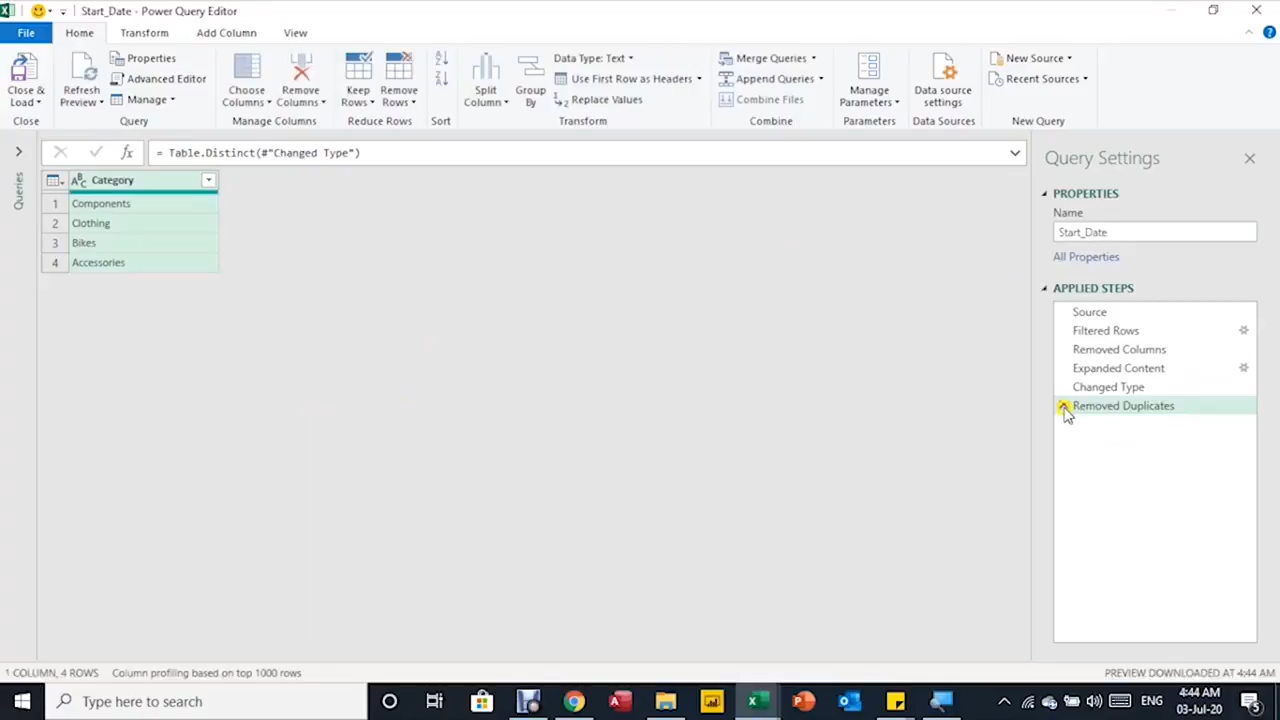 Start_Date - Power Query Editor
File Home Transform Add Column View
Close & Load
Refresh Preview
Properties
Advanced Editor
Manage
Choose Columns
Remove Columns
Keep Rows
Remove Rows
Split Column
Group By
Data Type: Text
Use First Row as Headers
Replace Values
Merge Queries
Append Queries
Combine Files
Manage Parameters
Data source settings
New Source
Recent Sources
Close Query Manage Columns Reduce Rows Sort Transform Combine Parameters Data Sources New Query
Queries
fx = Table.Distinct(#"Changed Type")
ABC Category
1 Components
2 Clothing
3 Bikes
4 Accessories
Query Settings
PROPERTIES
Name
Start_Date
All Properties
APPLIED STEPS
Source
Filtered Rows
Removed Columns
Expanded Content
Changed Type
Removed Duplicates
1 COLUMN, 4 ROWS Column profiling based on top 1000 rows
PREVIEW DOWNLOADED AT 4:44 AM
Type here to search
ENG
4:44 AM
03-Jul-20
5